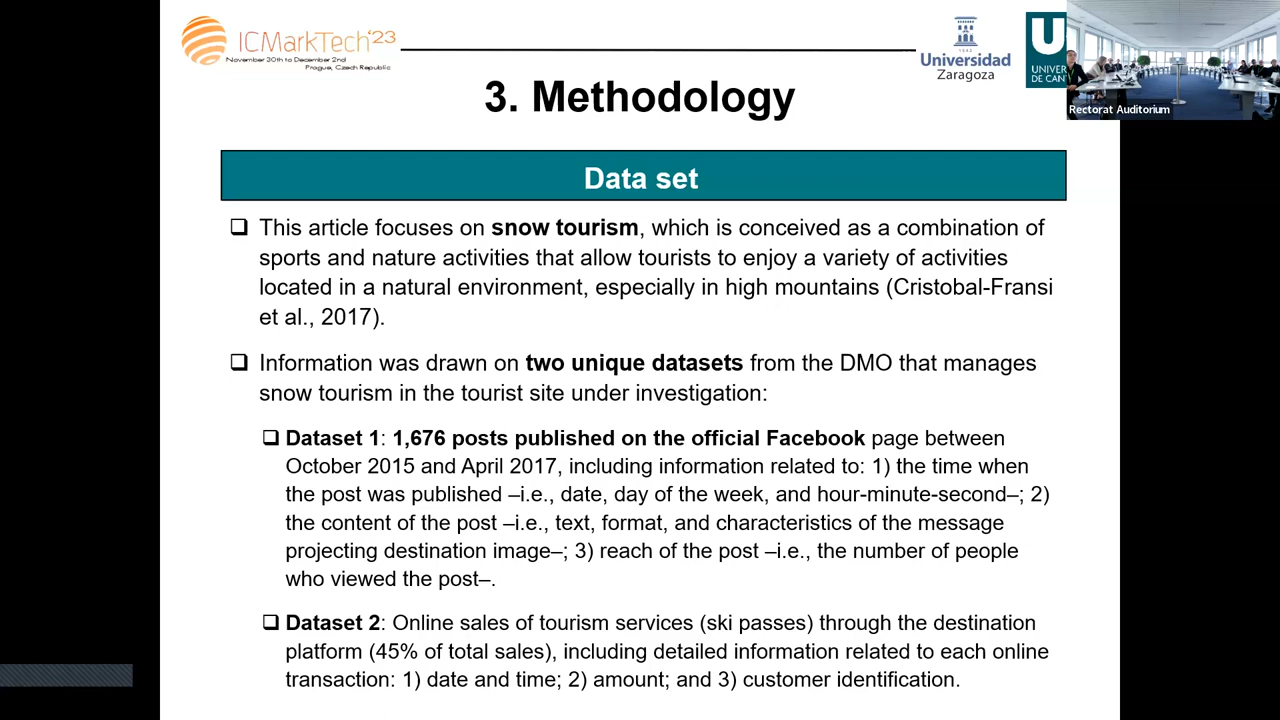 ICMarkTech'23
November 30th to December 2nd
Prague, Czech Republic
1542
Universidad
Zaragoza
U
UNIVER
DE CANT
Rectorat Auditorium
3. Methodology
Data set
This article focuses on snow tourism, which is conceived as a combination of
sports and nature activities that allow tourists to enjoy a variety of activities
located in a natural environment, especially in high mountains (Cristobal-Fransi
et al., 2017).
Information was drawn on two unique datasets from the DMO that manages
snow tourism in the tourist site under investigation:
Dataset 1: 1,676 posts published on the official Facebook page between
October 2015 and April 2017, including information related to: 1) the time when
the post was published –i.e., date, day of the week, and hour-minute-second–; 2)
the content of the post –i.e., text, format, and characteristics of the message
projecting destination image–; 3) reach of the post –i.e., the number of people
who viewed the post–.
Dataset 2: Online sales of tourism services (ski passes) through the destination
platform (45% of total sales), including detailed information related to each online
transaction: 1) date and time; 2) amount; and 3) customer identification.